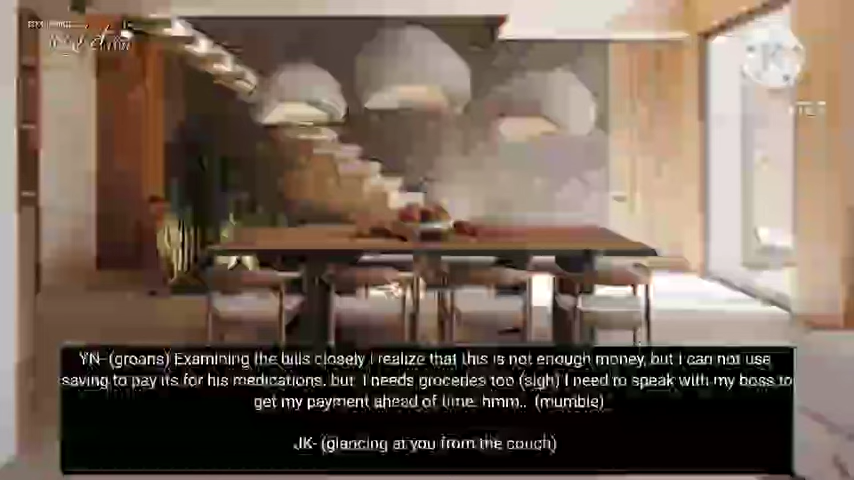 YN- (groans) Examining the bills closely I realize that this is not enough money, but I can not use
saving to pay its for his medications. but I needs groceries too (sigh) I need to speak with my boss to
get my payment ahead of time. hmm.. (mumble)
JK- (glancing at you from the couch)